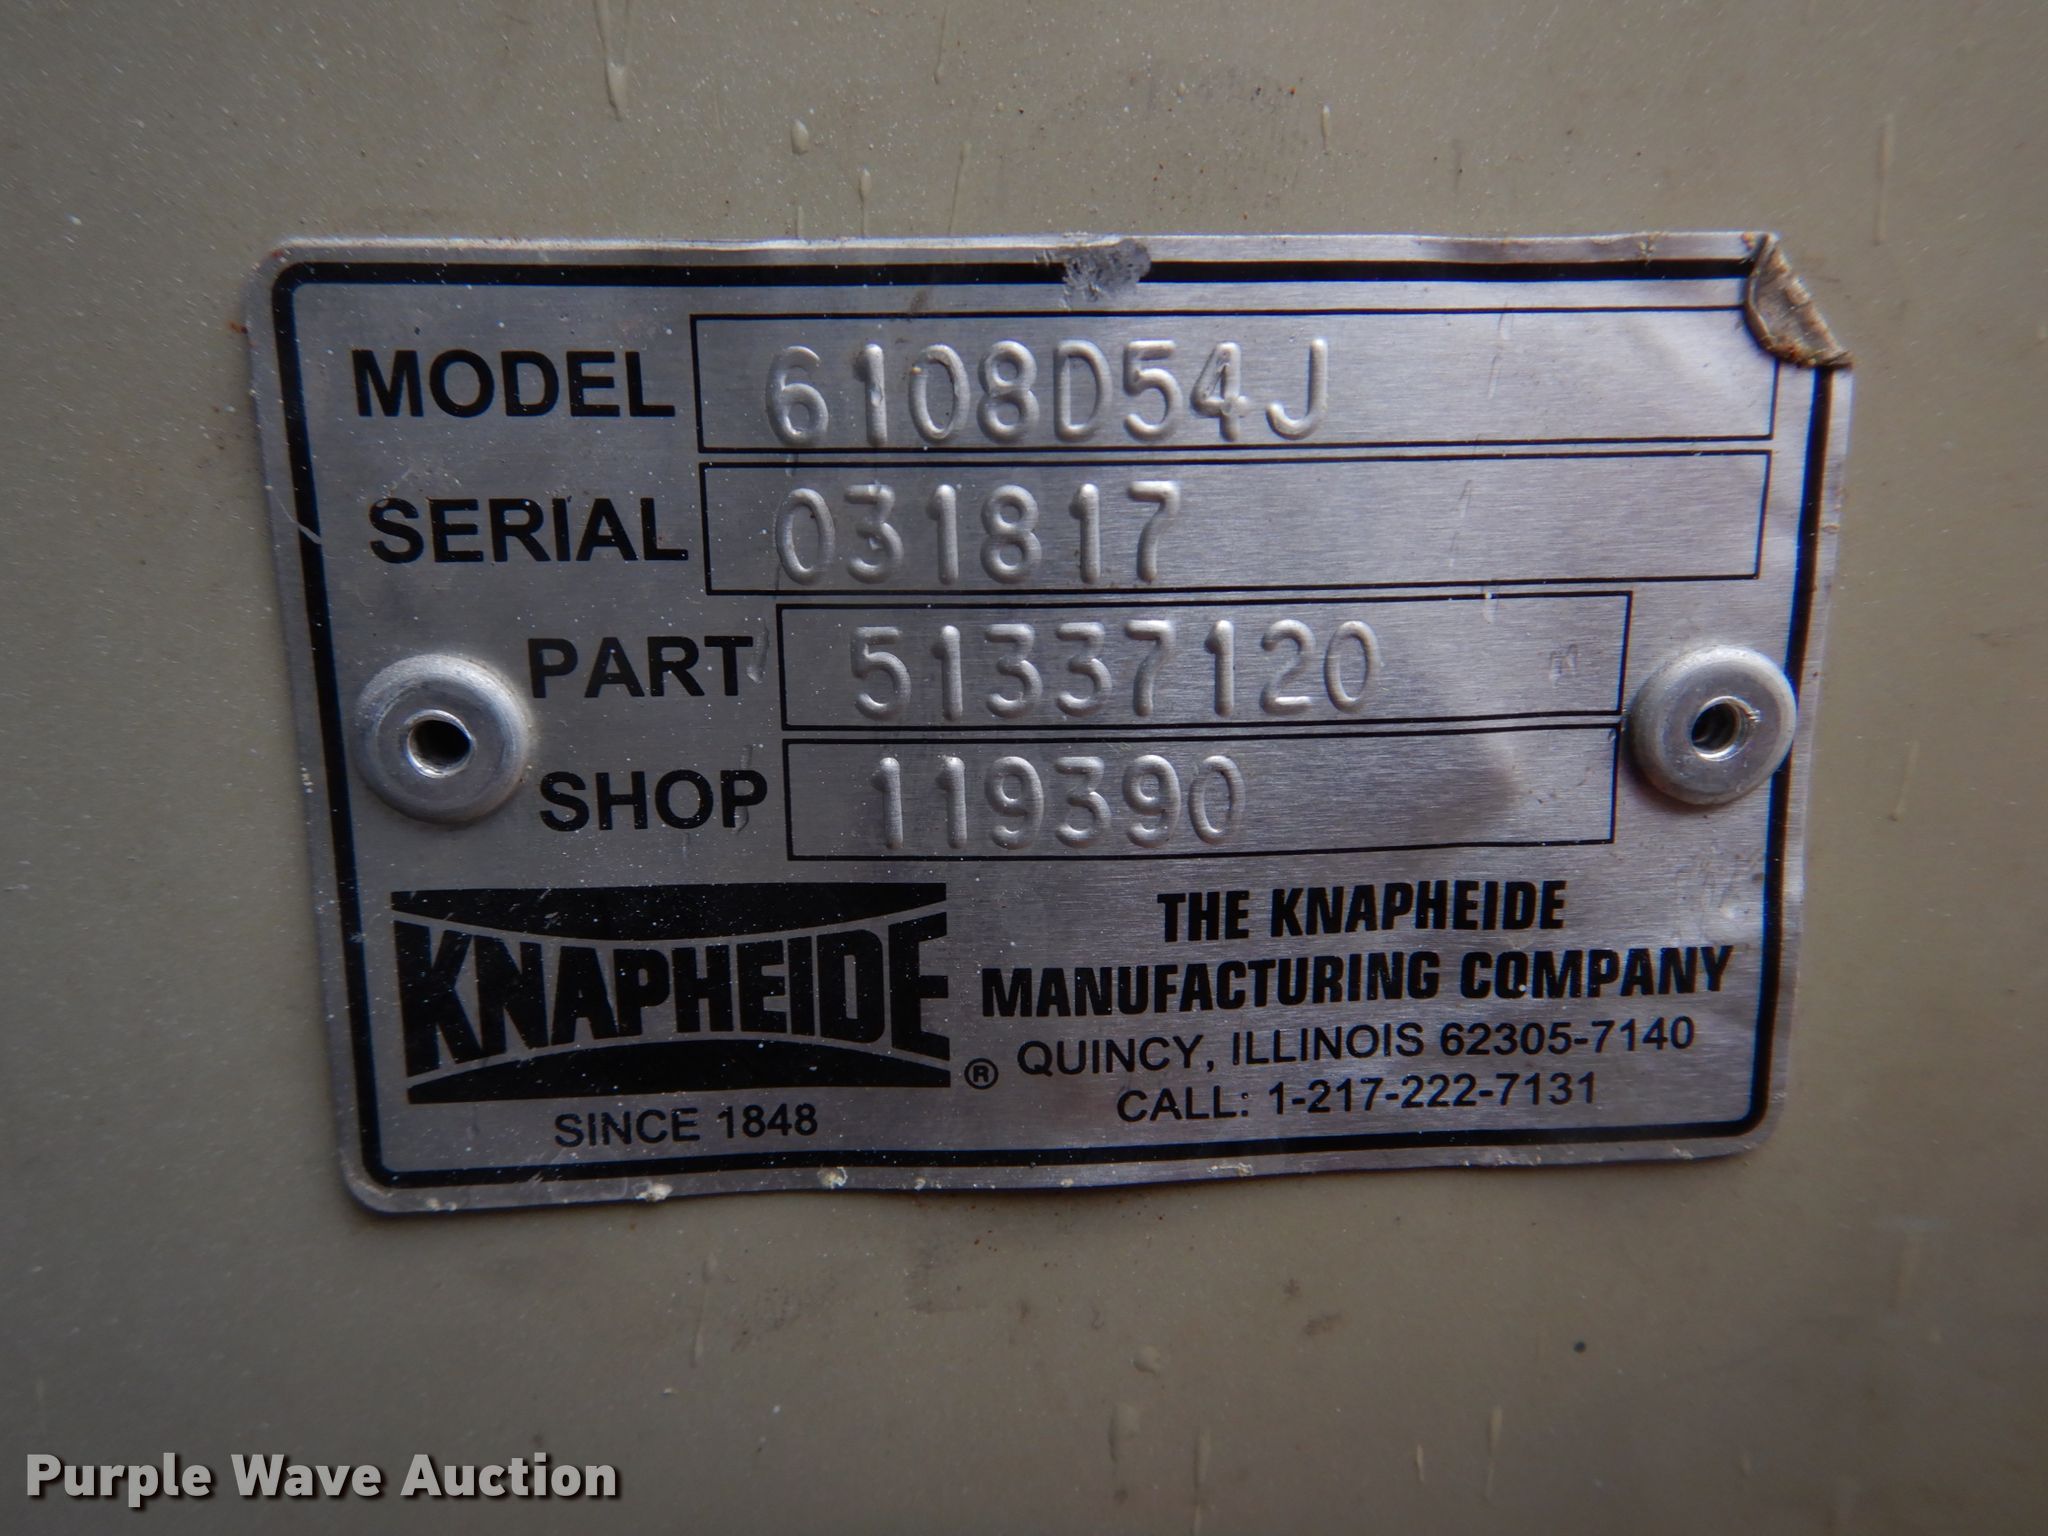 MODEL 6108D54J
SERIAL 031817
PART 51337120
SHOP 119390
KNAPHEIDE ®
SINCE 1848
THE KNAPHEIDE
MANUFACTURING COMPANY
QUINCY, ILLINOIS 62305-7140
CALL: 1-217-222-7131
Purple Wave Auction